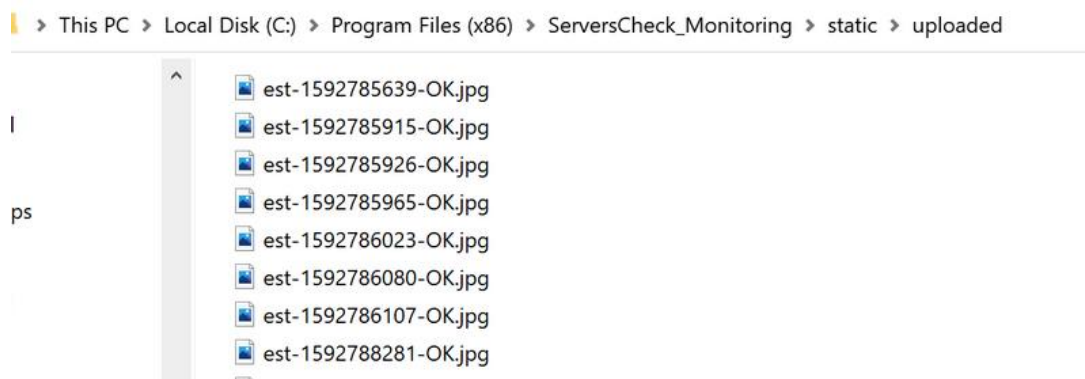 This PC > Local Disk (C:) > Program Files (x86) > ServersCheck_Monitoring > static > uploaded
est-1592785639-OK.jpg
est-1592785915-OK.jpg
est-1592785926-OK.jpg
est-1592785965-OK.jpg
est-1592786023-OK.jpg
ps
est-1592786080-OK.jpg
est-1592786107-OK.jpg
est-1592788281-OK.jpg